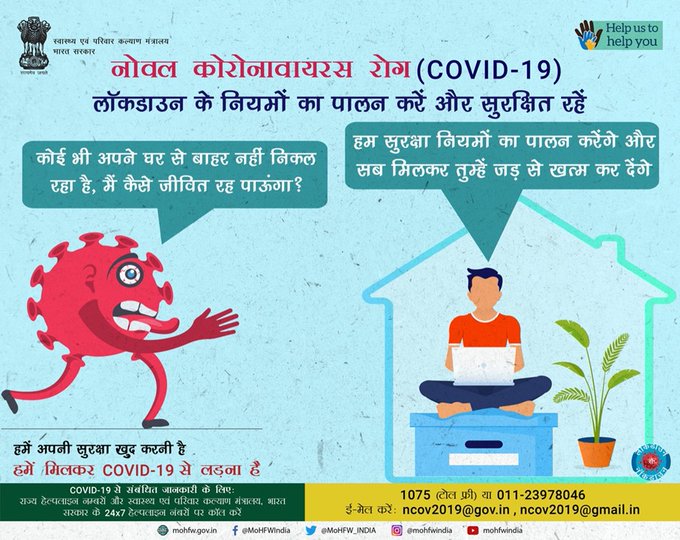 स्वास्थ्य एवं परिवार कल्याण मंत्रालय
भारत सरकार
सत्यमेव जयते
Help us to
help you
नोवल कोरोनावायरस रोग (COVID-19)
लॉकडाउन के नियमों का पालन करें और सुरक्षित रहें
कोई भी अपने घर से बाहर नहीं निकल
रहा है, मैं कैसे जीवित रह पाऊंगा?
हम सुरक्षा नियमों का पालन करेंगे और
सब मिलकर तुम्हें जड़ से खत्म कर देंगे
हमें अपनी सुरक्षा खुद करनी है
हमें मिलकर COVID-19 से लड़ना है
COVID-19 से संबंधित जानकारी के लिए:
राज्य हेल्पलाइन नम्बरों और स्वास्थ्य एवं परिवार कल्याण मंत्रालय, भारत
सरकार के 24x7 हेल्पलाइन नंबरों पर कॉल करें
1075 (टोल फ्री) या 011-23978046
ई-मेल करें: ncov2019@gov.in , ncov2019@gmail.in
mohfw.gov.in @MoHFWIndia @MoHFW_INDIA @mohfwindia mohfwindia